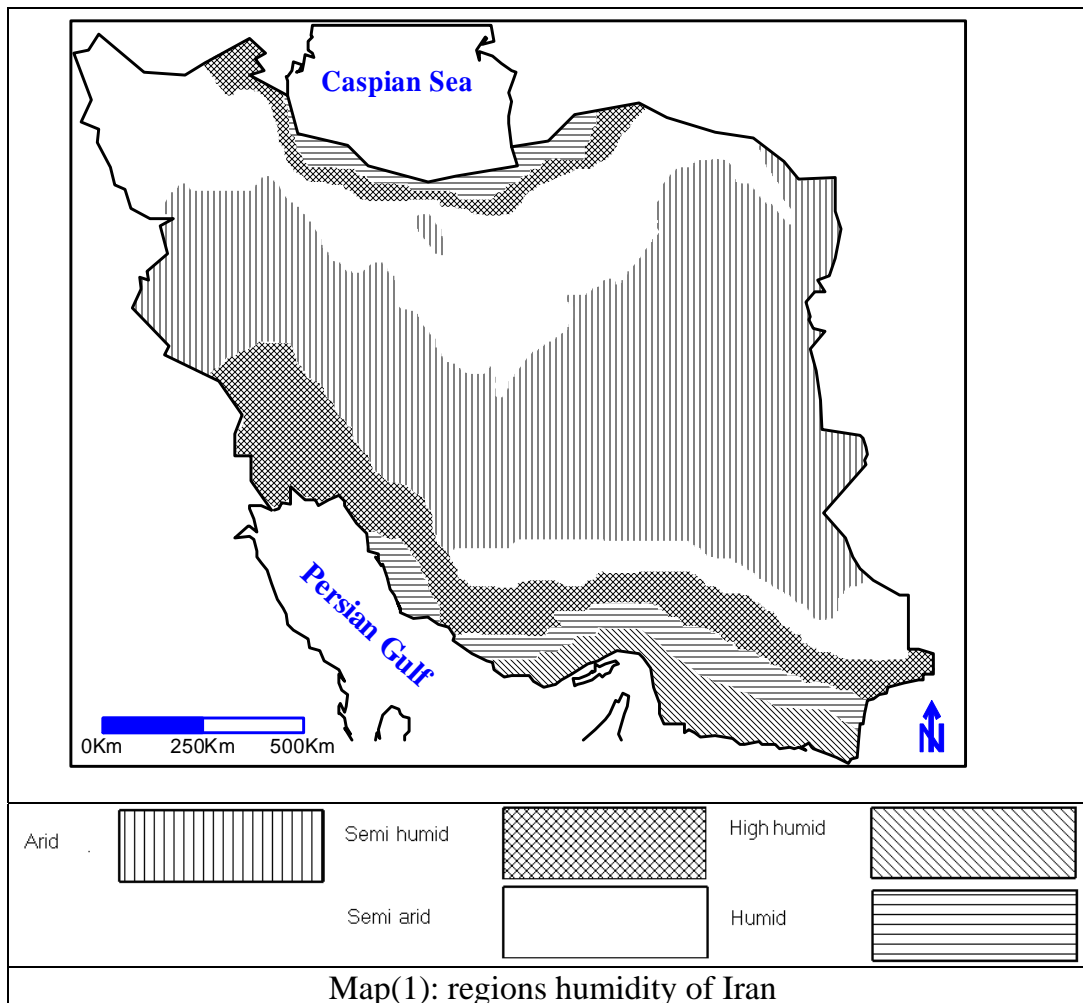 Caspian Sea
Persian Gulf
0Km 250Km 500Km
N
Arid . Semi humid High humid
Semi arid Humid
Map(1): regions humidity of Iran